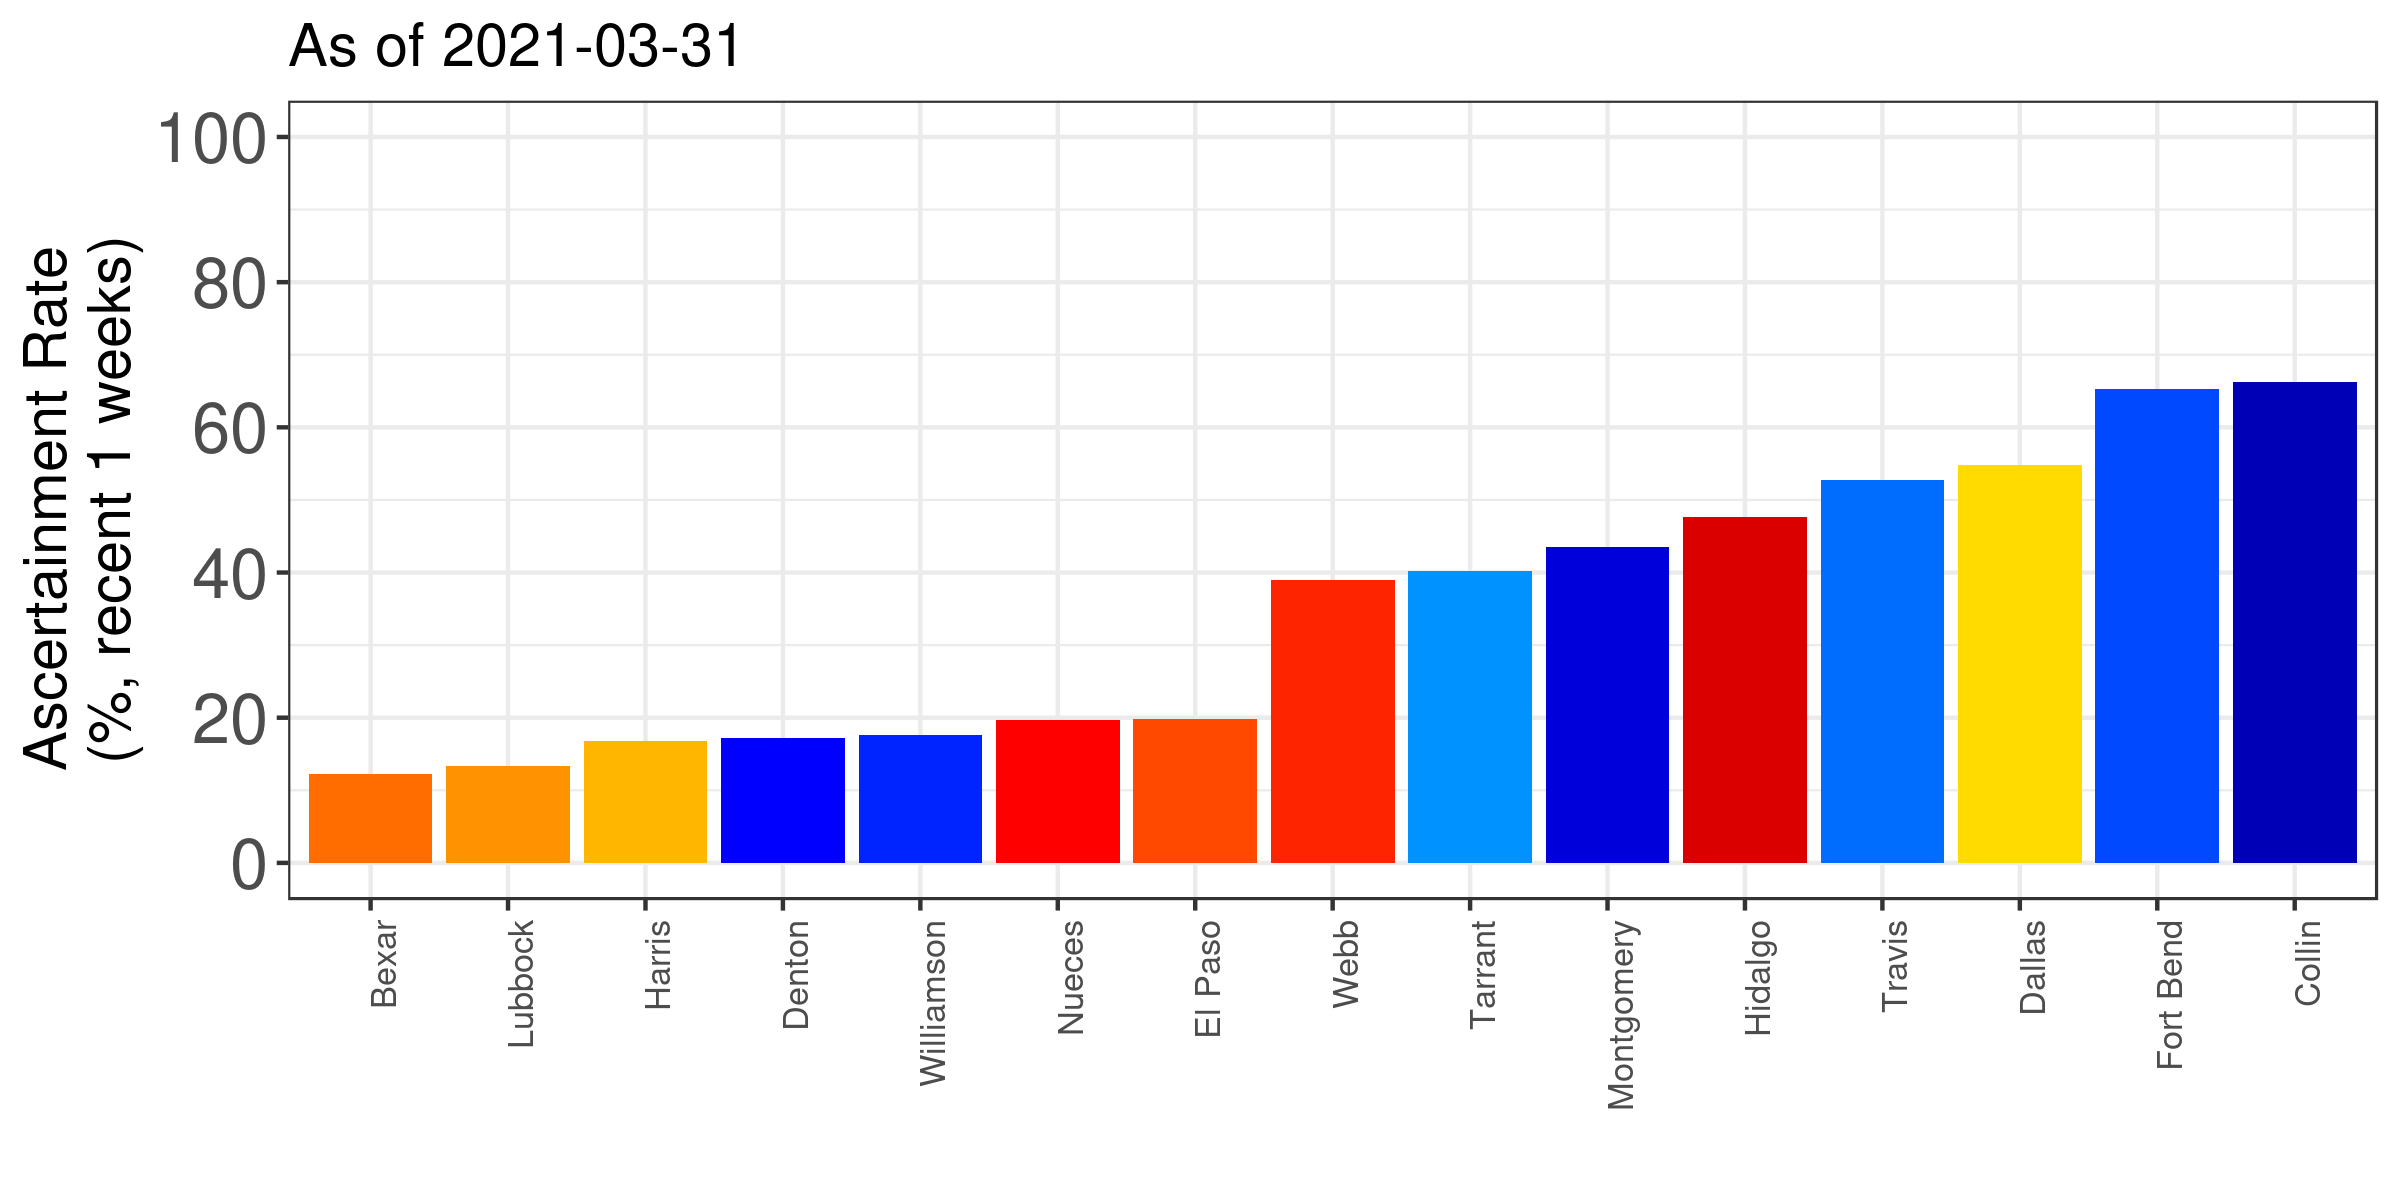 As of 2021-03-31
Ascertainment Rate
(%, recent 1 weeks)
100
80
60
40
20
0
Bexar
Lubbock
Harris
Denton
Williamson
Nueces
El Paso
Webb
Tarrant
Montgomery
Hidalgo
Travis
Dallas
Fort Bend
Collin